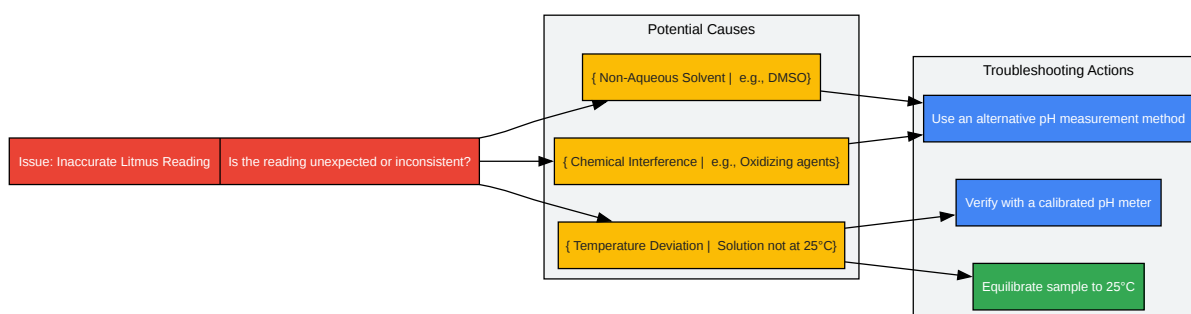 Potential Causes
{ Non-Aqueous Solvent |  e.g., DMSO}
Troubleshooting Actions
Use an alternative pH measurement method
Issue: Inaccurate Litmus Reading
Is the reading unexpected or inconsistent?
{ Chemical Interference |  e.g., Oxidizing agents}
Verify with a calibrated pH meter
{ Temperature Deviation |  Solution not at 25°C}
Equilibrate sample to 25°C